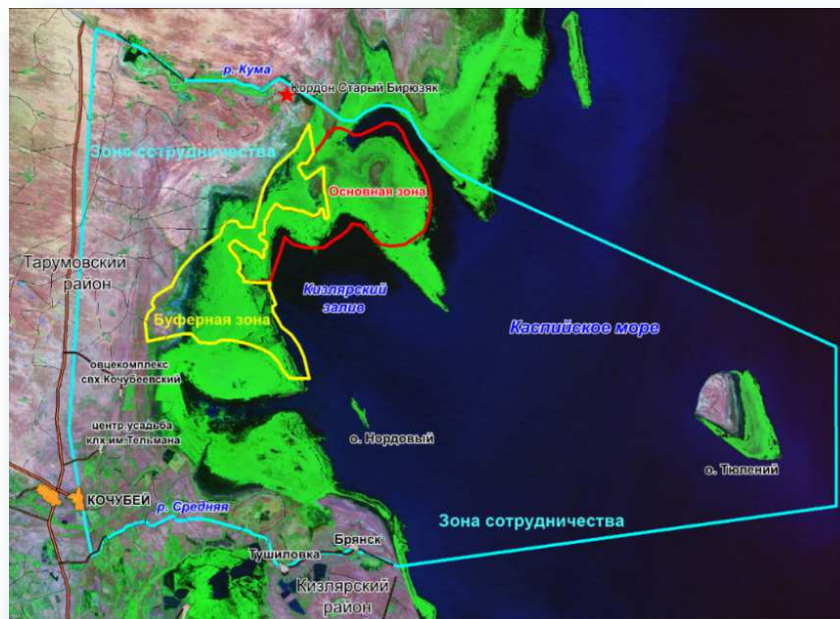 р. Кума
Кордон Старый Бирюзяк
Зона сотрудничества
Основная зона
Тарумовский
район
Кизлярский
залив
Буферная зона
Каспийское море
овцекомплекс
свх.Кочубеевский
центр.усадьба
клх.им.Тельмана
о. Нордовый
о. Тюлений
КОЧУБЕЙ
р. Средняя
Зона сотрудничества
Брянск
Тушиловка
Кизлярский
район